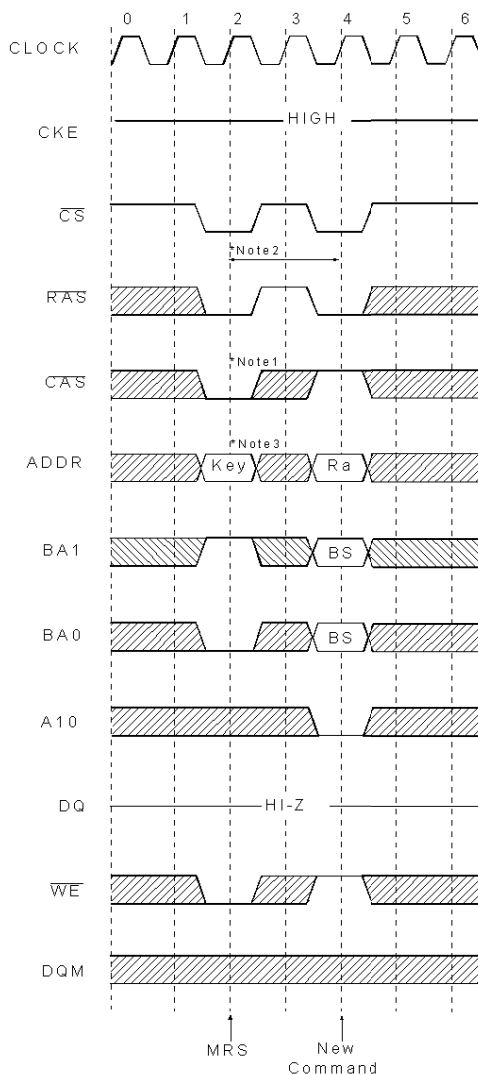 0 1 2 3 4 5 6
CLOCK
CKE HIGH
CS
*Note2
RAS
*Note1
CAS
*Note3
ADDR Key Ra
BA1 BS
BA0 BS
A10
DQ HI-Z
WE
DQM
MRS New
Command